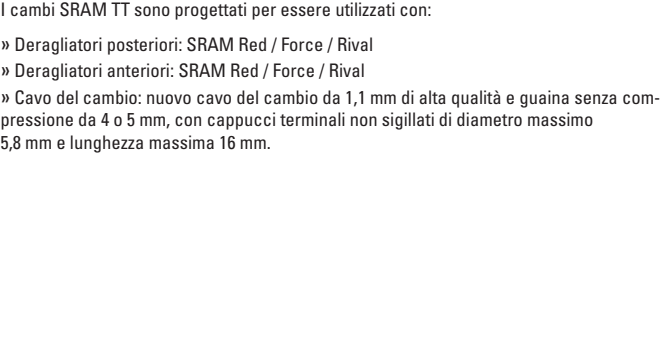 I cambi SRAM TT sono progettati per essere utilizzati con:
» Deragliatori posteriori: SRAM Red / Force / Rival
» Deragliatori anteriori: SRAM Red / Force / Rival
» Cavo del cambio: nuovo cavo del cambio da 1,1 mm di alta qualità e guaina senza com-
pressione da 4 o 5 mm, con cappucci terminali non sigillati di diametro massimo
5,8 mm e lunghezza massima 16 mm.